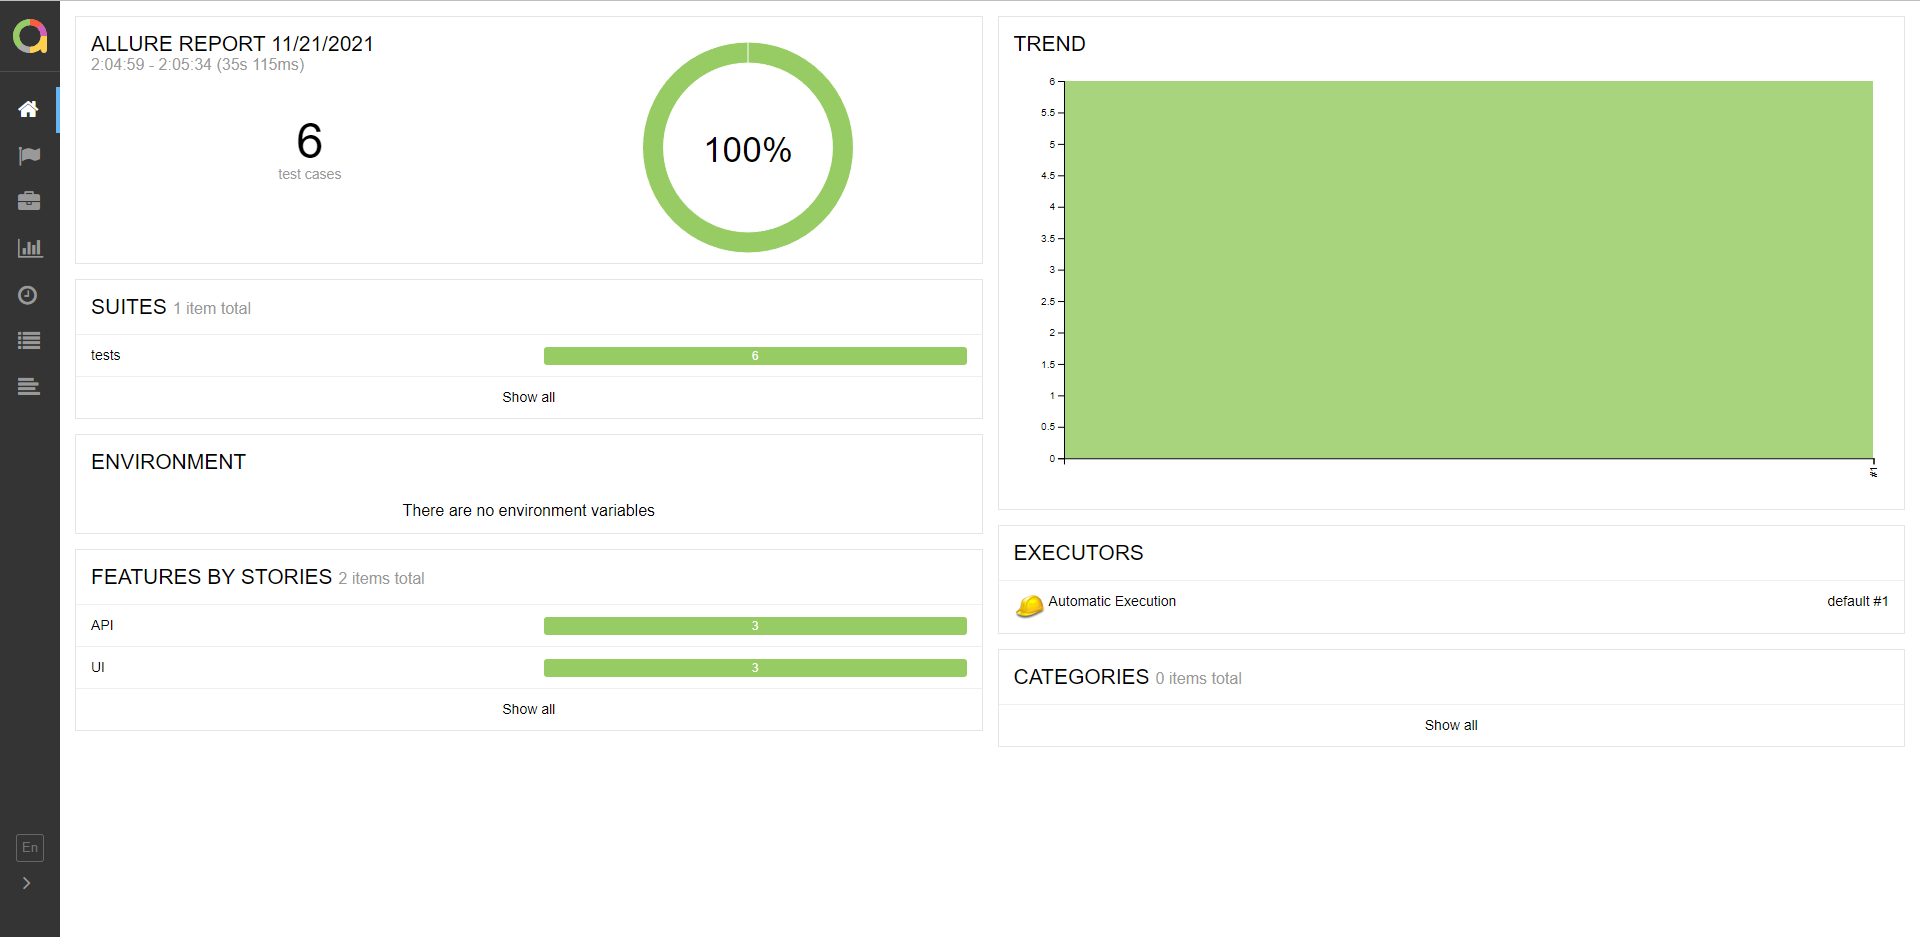 ALLURE REPORT 11/21/2021
2:04:59 - 2:05:34 (35s 115ms)
6
test cases
100%
SUITES 1 item total
tests 6
Show all
ENVIRONMENT
There are no environment variables
FEATURES BY STORIES 2 items total
API 3
UI 3
Show all
TREND
6
5.5
5
4.5
4
3.5
3
2.5
2
1.5
1
0.5
0
#1
EXECUTORS
Automatic Execution default #1
CATEGORIES 0 items total
Show all
En